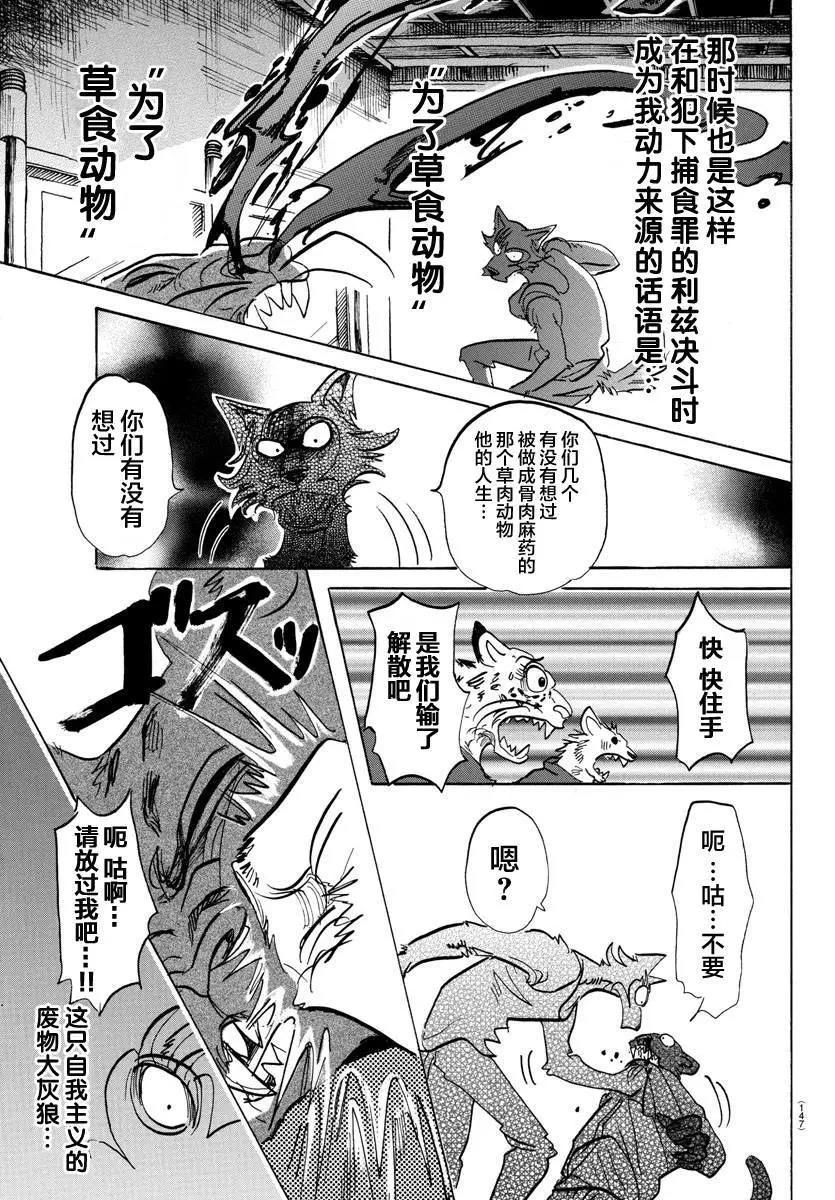 那时候也是这样
在和犯下捕食罪的利兹决斗时
成为我动力来源的话语是…
“为了草食动物“
“为了
草食动物“
你们几个
有没有想过
被做成骨肉麻药的
那个草肉动物
他的人生…
你们有没有
想过
快 快住手
是我们输了
解散吧
ゴズッ
呃…咕…不要
嗯?
呃 咕啊…
请放过我吧…!!
这只自我主义的
废物大灰狼…
(147)